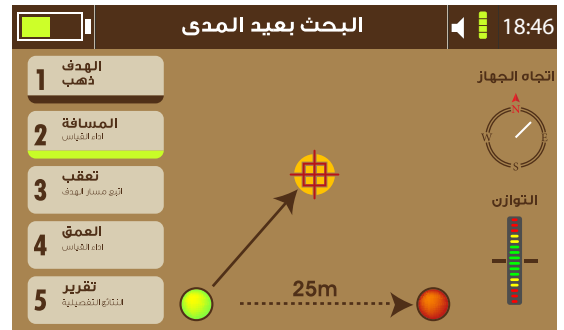 البحث بعيد المدى
18:46
1
الهدف
ذهب
2
المسافة
اداء القياس
3
تعقب
اتبع مسار الهدف
4
العمق
اداء القياس
5
تقرير
النتائج التفصيلية
25m
اتجاه الجهاز
N
W
E
S
التوازن